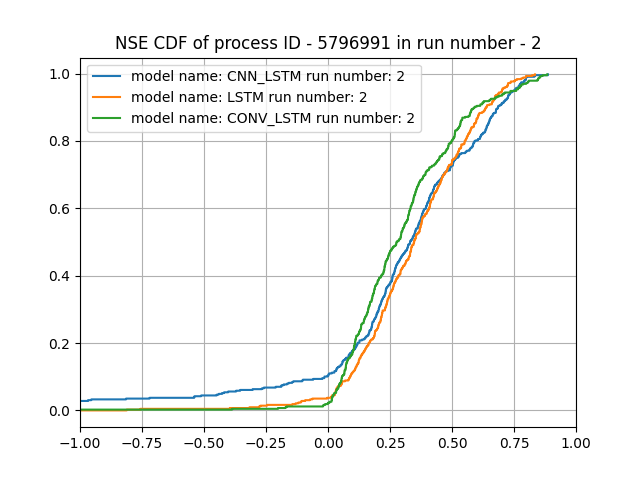 NSE CDF of process ID - 5796991 in run number - 2
model name: CNN_LSTM run number: 2
model name: LSTM run number: 2
model name: CONV_LSTM run number: 2
1.0
0.8
0.6
0.4
0.2
0.0
−1.00 −0.75 −0.50 −0.25 0.00 0.25 0.50 0.75 1.00